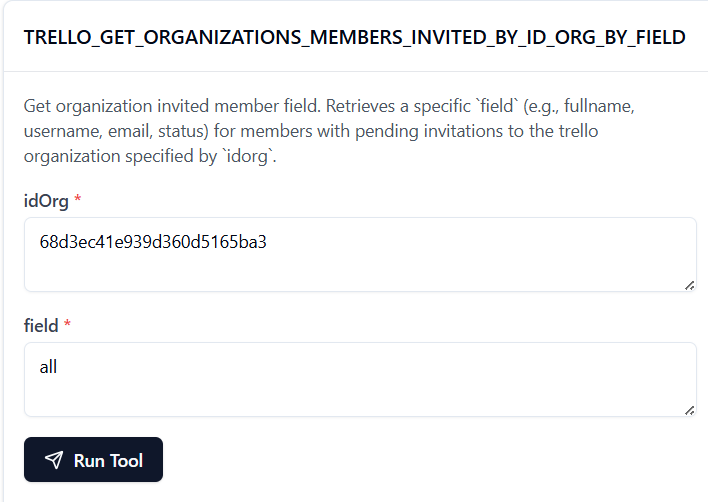 TRELLO_GET_ORGANIZATIONS_MEMBERS_INVITED_BY_ID_ORG_BY_FIELD
Get organization invited member field. Retrieves a specific `field` (e.g., fullname,
username, email, status) for members with pending invitations to the trello
organization specified by `idorg`.
idOrg *
68d3ec41e939d360d5165ba3
field *
all
Run Tool